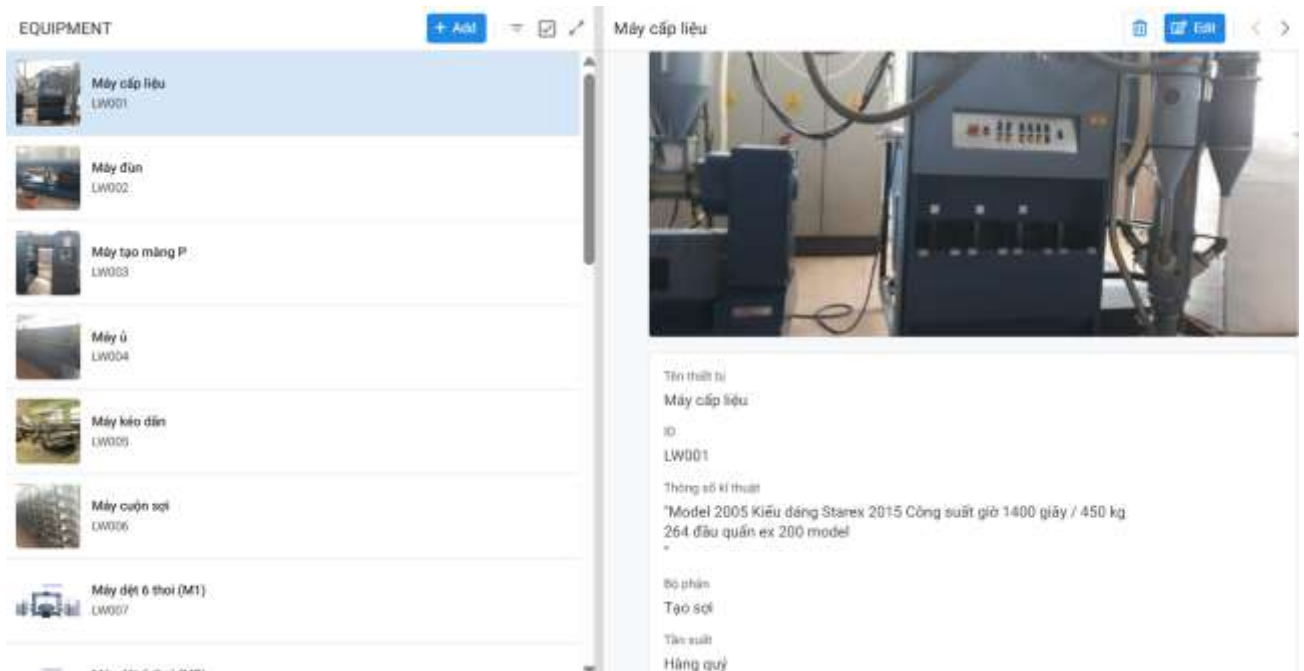 EQUIPMENT
+ Add
Máy cấp liệu
LW001
Máy đùn
LW002
Máy tạo màng P
LW003
Máy ủ
LW004
Máy kéo dãn
LW005
Máy cuộn sợi
LW006
Máy dệt 6 thoi (M1)
LW007
Máy cấp liệu
Edit
Tên thiết bị
Máy cấp liệu
ID
LW001
Thông số kĩ thuật
"Model 2005 Kiểu dáng Starex 2015 Công suất giờ 1400 giây / 450 kg
264 đầu quấn ex 200 model
"
Bộ phận
Tạo sợi
Tần suất
Hàng quý